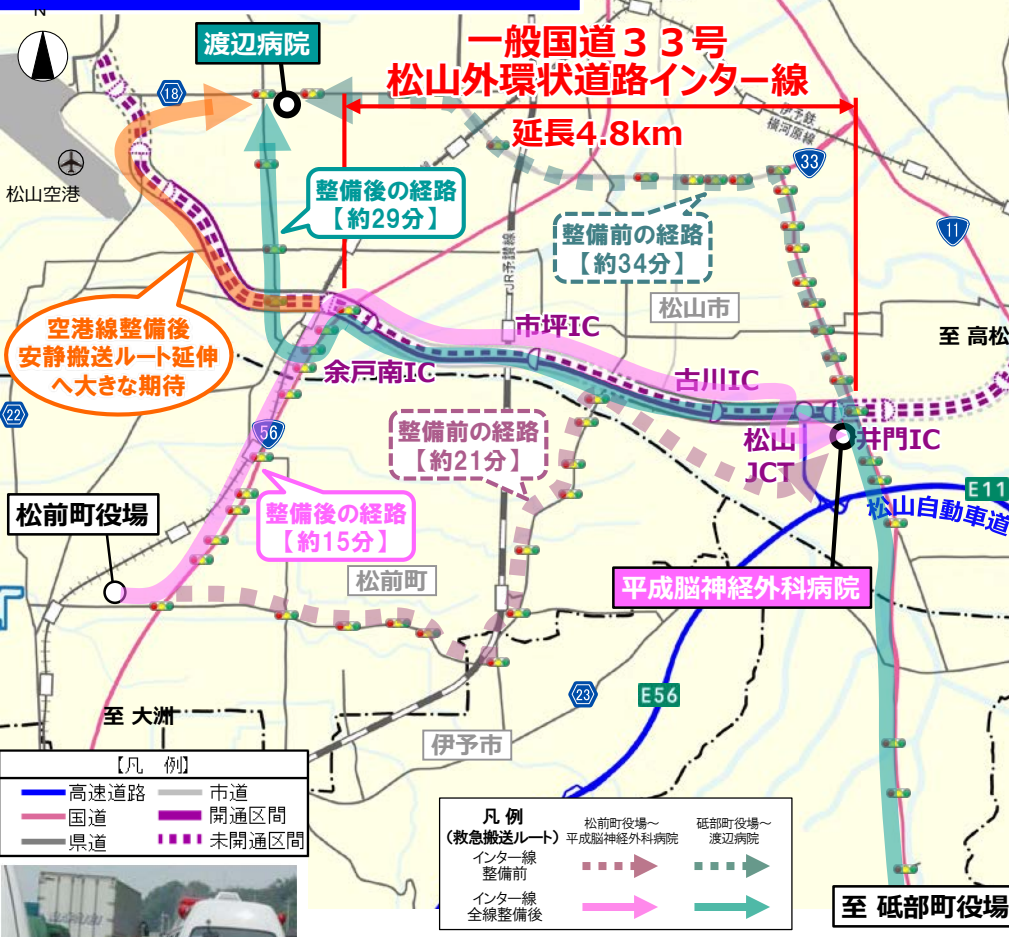 N
渡辺病院
一般国道３３号
松山外環状道路インター線
延長4.8km
18
伊予鉄
横河原線
33
松山空港
整備後の経路
【約29分】
整備前の経路
【約34分】
11
JR予讃線
松山市
空港線整備後
安静搬送ルート延伸
へ大きな期待
市坪IC
至 高松
余戸南IC
古川IC
22
56
整備前の経路
【約21分】
松山
JCT
井門IC
E11
松山自動車道
松前町役場
整備後の経路
【約15分】
松前町
平成脳神経外科病院
23
E56
至 大洲
伊予市
【凡 例】
高速道路
市道
国道
開通区間
県道
未開通区間
凡 例
(救急搬送ルート)
松前町役場～
平成脳神経外科病院
砥部町役場～
渡辺病院
インター線
整備前
インター線
全線整備後
至 砥部町役場